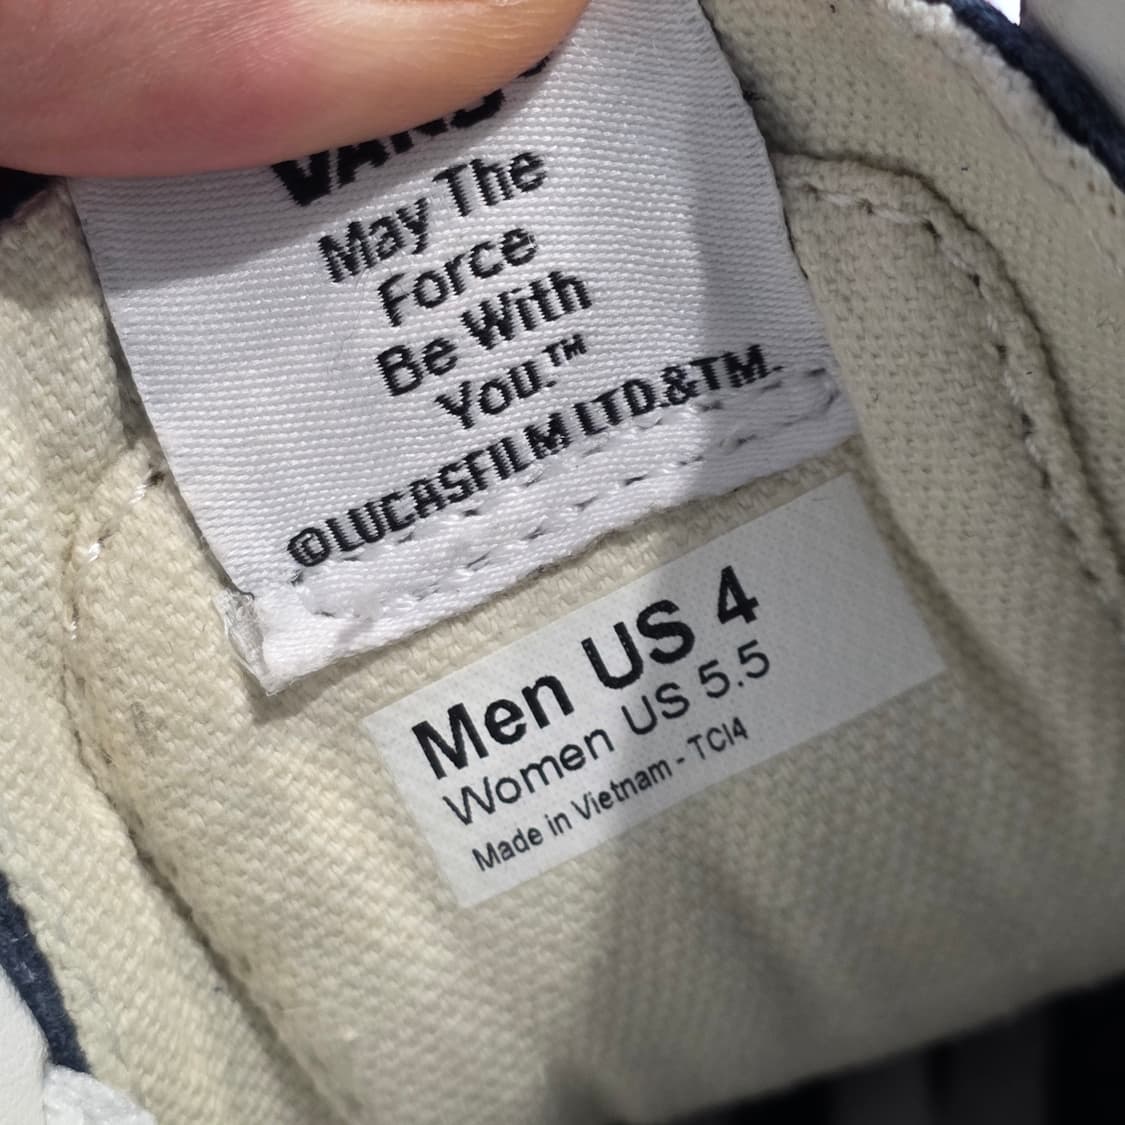 VANS
May The
Force
Be With
You.™
©LUCASFILM LTD.&TM.
Men US 4
Women US 5.5
Made in Vietnam - TCI4